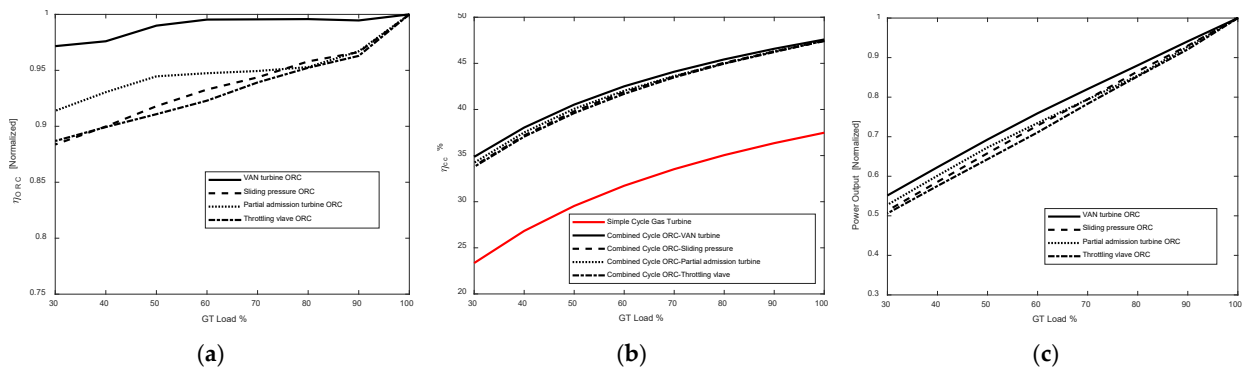 1
0.95
0.9
0.85
0.8
0.75
30 40 50 60 70 80 90 100
GT Load %
ηORC [Normalized]
VAN turbine ORC
Sliding pressure ORC
Partial admission turbine ORC
Throttling vlave ORC
(a)
50
45
40
35
30
25
20
30 40 50 60 70 80 90 100
GT Load %
ηcc %
Simple Cycle Gas Turbine
Combined Cycle ORC-VAN turbine
Combined Cycle ORC-Sliding pressure
Combined Cycle ORC-Partial admission turbine
Combined Cycle ORC-Throttling vlave
(b)
1
0.9
0.8
0.7
0.6
0.5
0.4
0.3
30 40 50 60 70 80 90 100
GT Load %
Power Output [Normalized]
VAN turbine ORC
Sliding pressure ORC
Partial admission turbine ORC
Throttling vlave ORC
(c)